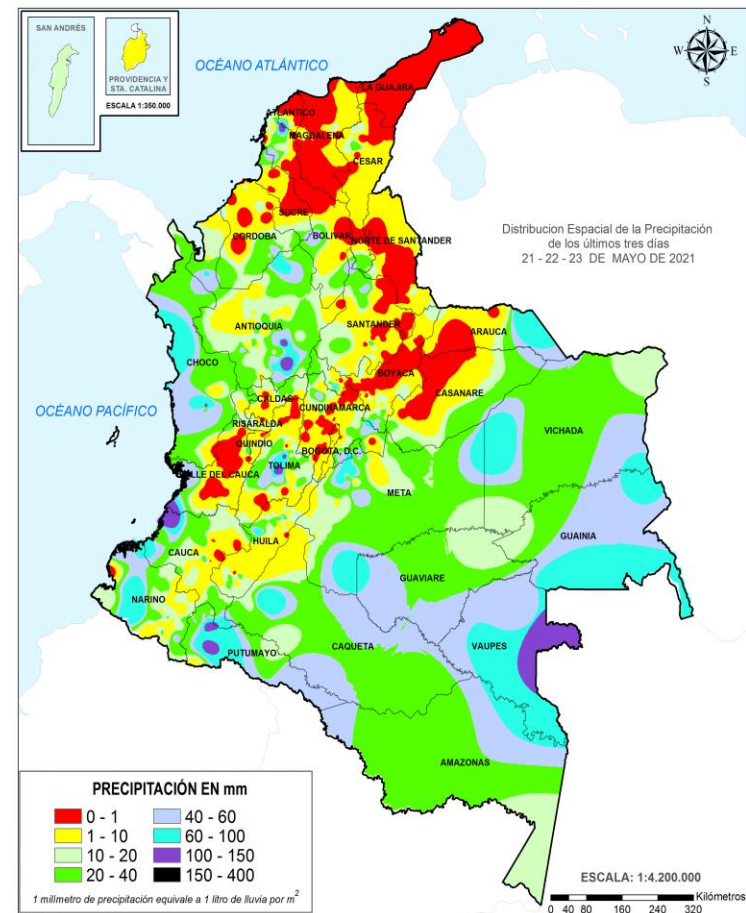 SAN ANDRÉS
PROVIDENCIA Y
STA. CATALINA
ESCALA 1:350.000
OCÉANO ATLÁNTICO
N
W
E
S
LA GUAJIRA
ATLANTICO
MAGDALENA
CESAR
SUCRE
CORDOBA
BOLIVAR
NORTE DE SANTANDER
Distribucion Espacial de la Precipitación
de los últimos tres días
21 - 22 - 23 DE MAYO DE 2021
ANTIOQUIA
SANTANDER
ARAUCA
CHOCO
BOYACA
CASANARE
OCÉANO PACÍFICO
CALDAS
CUNDINAMARCA
RISARALDA
VICHADA
QUINDIO
BOGOTA, D.C.
TOLIMA
VALLE DEL CAUCA
META
GUAINIA
CAUCA
HUILA
GUAVIARE
NARINO
CAQUETA
VAUPES
PUTUMAYO
AMAZONAS
PRECIPITACIÓN EN mm
0 - 1
1 - 10
10 - 20
20 - 40
40 - 60
60 - 100
100 - 150
150 - 400
1 milímetro de precipitación equivale a 1 litro de lluvia por m²
ESCALA: 1:4.200.000
Kilómetros
0 40 80 160 240 320